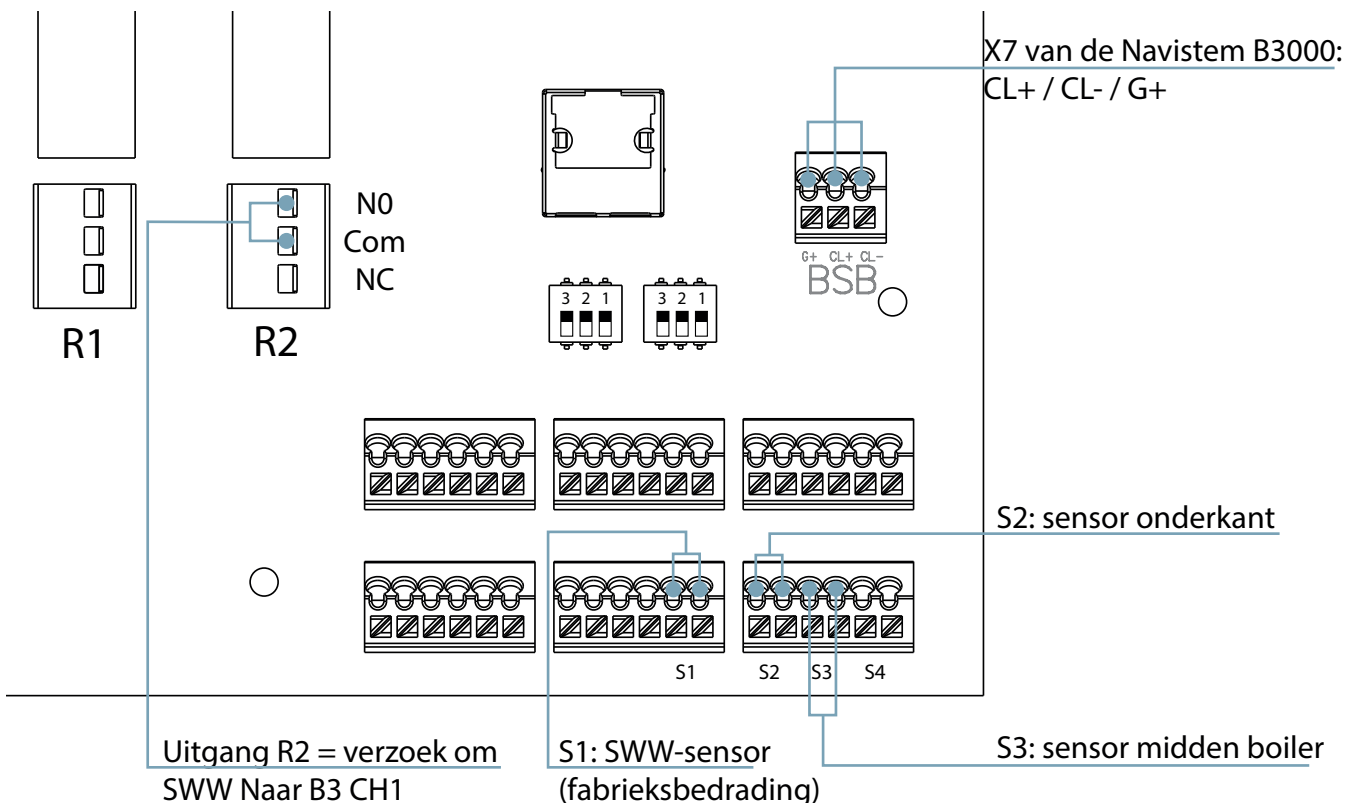 X7 van de Navistem B3000:
CL+ / CL- / G+
N0
Com
NC
R1
R2
G+ CL+ CL-
BSB
3 2 1
3 2 1
S2: sensor onderkant
S1
S2
S3
S4
Uitgang R2 = verzoek om
SWW Naar B3 CH1
S1: SWW-sensor
(fabrieksbedrading)
S3: sensor midden boiler